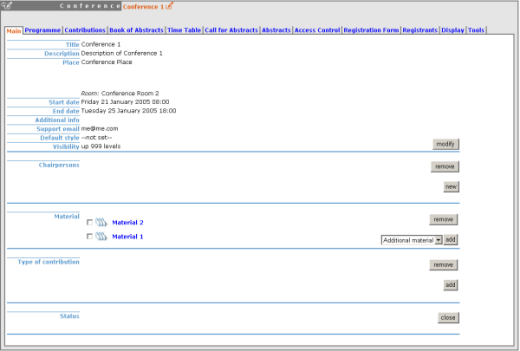 Conference Conference 1
Main Programme Contributions Book of Abstracts Time Table Call for Abstracts Abstracts Access Control Registration Form Registrants Display Tools
Title Conference 1
Description Description of Conference 1
Place Conference Place
Room: Conference Room 2
Start date Friday 21 January 2005 08:00
End date Tuesday 25 January 2005 18:00
Additional info
Support email me@me.com
Default style --not set--
Visibility up 999 levels modify
Chairpersons remove
new
Material remove
Material 2
Material 1 Additional material add
Type of contribution remove
add
Status close